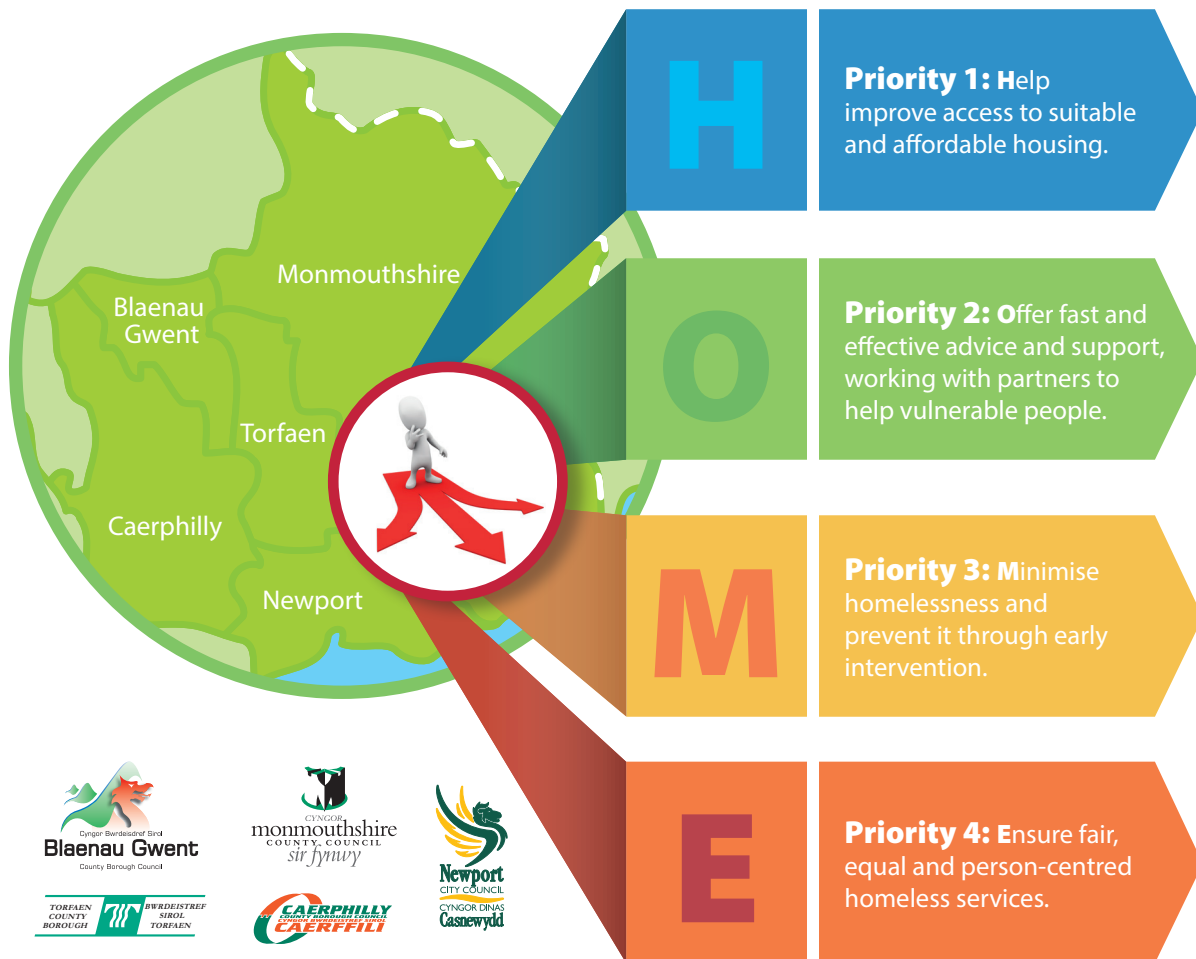 Monmouthshire
Blaenau
Gwent
Torfaen
Caerphilly
Newport
H
Priority 1: Help
improve access to suitable
and affordable housing.
O
Priority 2: Offer fast and
effective advice and support,
working with partners to
help vulnerable people.
M
Priority 3: Minimise
homelessness and
prevent it through early
intervention.
E
Priority 4: Ensure fair,
equal and person-centred
homeless services.
Cyngor Bwrdeisdref Sirol
Blaenau Gwent
County Borough Council
CYNGOR
monmouthshire
COUNTY COUNCIL
sir fynwy
Newport
CITY COUNCIL
CYNGOR DINAS
Casnewydd
TORFAEN
COUNTY
BOROUGH
BWRDEISTREF
SIROL
TORFAEN
CAERPHILLY
COUNTY BOROUGH COUNCIL
CYNGOR BWRDEISTREF SIROL
CAERFFILI